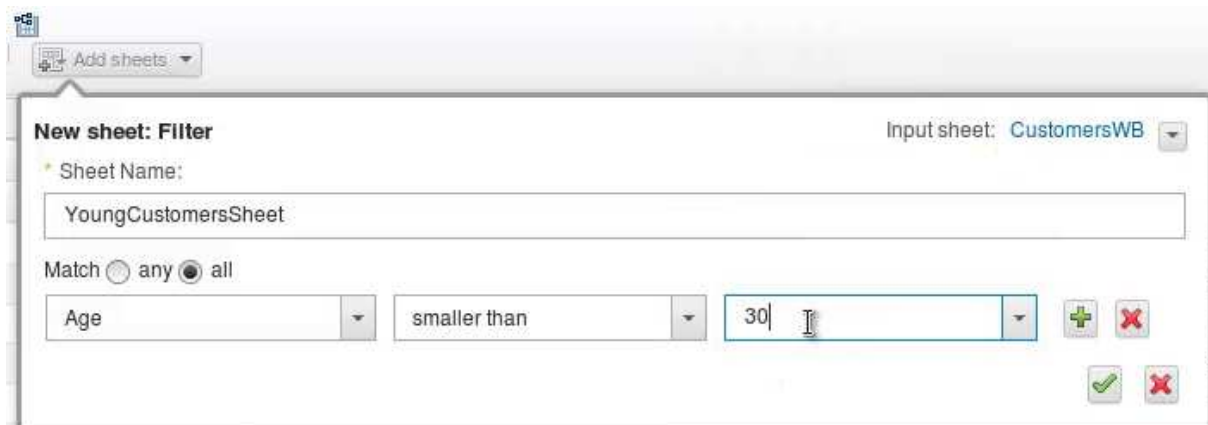 Add sheets
New sheet: Filter
Input sheet: CustomersWB
* Sheet Name:
YoungCustomersSheet
Match any all
Age smaller than 30